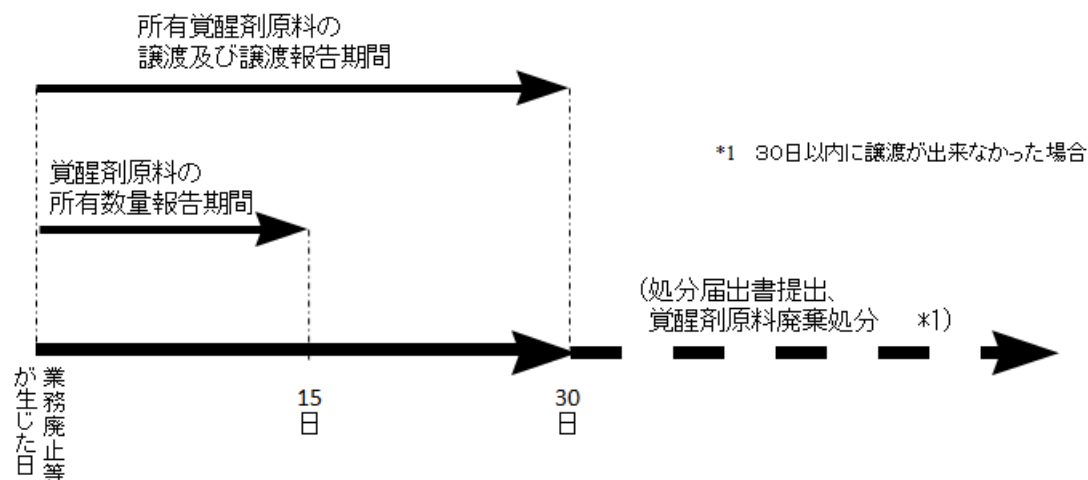 所有覚醒剤原料の
譲渡及び譲渡報告期間
*1 30日以内に譲渡が出来なかった場合
覚醒剤原料の
所有数量報告期間
(処分届出書提出、
覚醒剤原料廃棄処分 *1)
業務廃止等
が生じた日
15
日
30
日